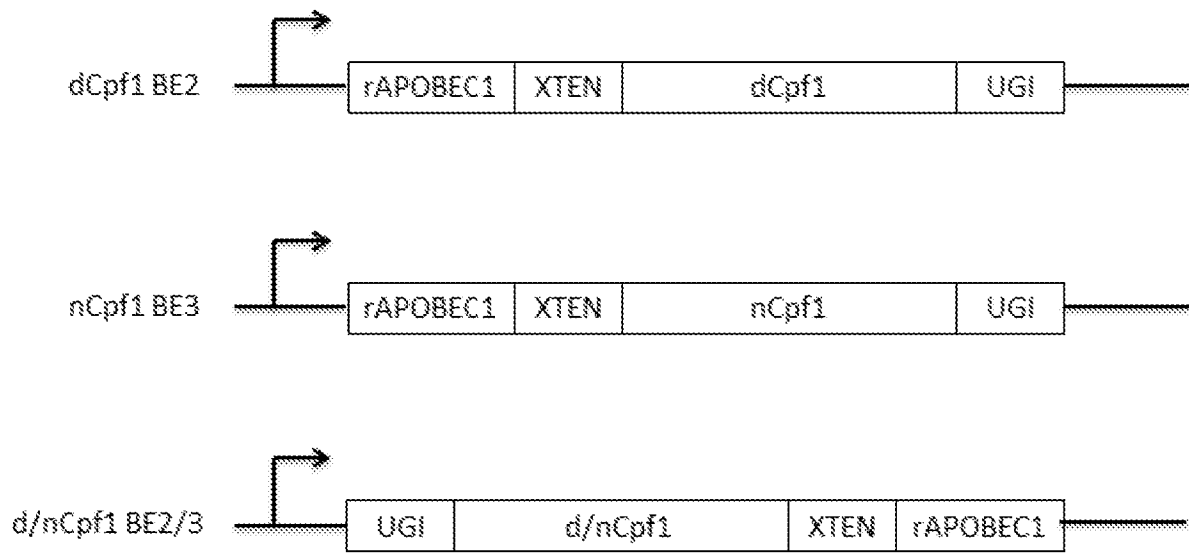 dCpf1 BE2 rAPOBEC1 XTEN dCpf1 UGI
nCpf1 BE3 rAPOBEC1 XTEN nCpf1 UGI
d/nCpf1 BE2/3 UGI d/nCpf1 XTEN rAPOBEC1